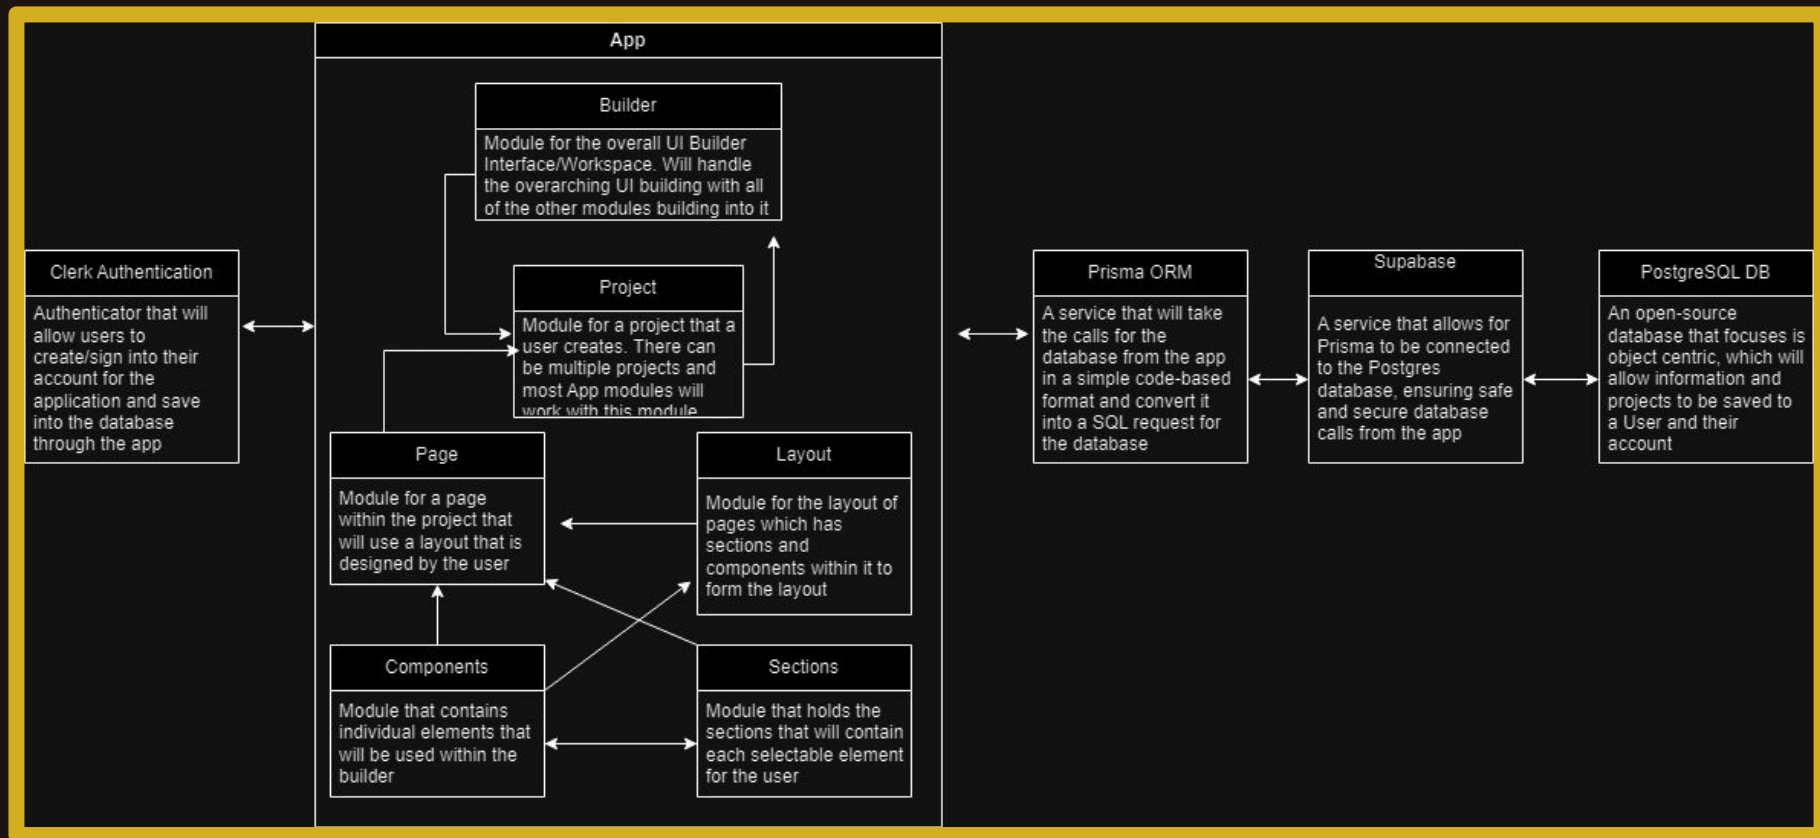 App
Builder
Module for the overall UI Builder
Interface/Workspace. Will handle
the overarching UI building with all
of the other modules building into it
Clerk Authentication
Authenticator that will
allow users to
create/sign into their
account for the
application and save
into the database
through the app
Project
Module for a project that a
user creates. There can
be multiple projects and
most App modules will
work with this module
Page
Module for a page
within the project that
will use a layout that is
designed by the user
Layout
Module for the layout of
pages which has
sections and
components within it to
form the layout
Components
Module that contains
individual elements that
will be used within the
builder
Sections
Module that holds the
sections that will contain
each selectable element
for the user
Prisma ORM
A service that will take
the calls for the
database from the app
in a simple code-based
format and convert it
into a SQL request for
the database
Supabase
A service that allows for
Prisma to be connected
to the Postgres
database, ensuring safe
and secure database
calls from the app
PostgreSQL DB
An open-source
database that focuses is
object centric, which will
allow information and
projects to be saved to
a User and their
account